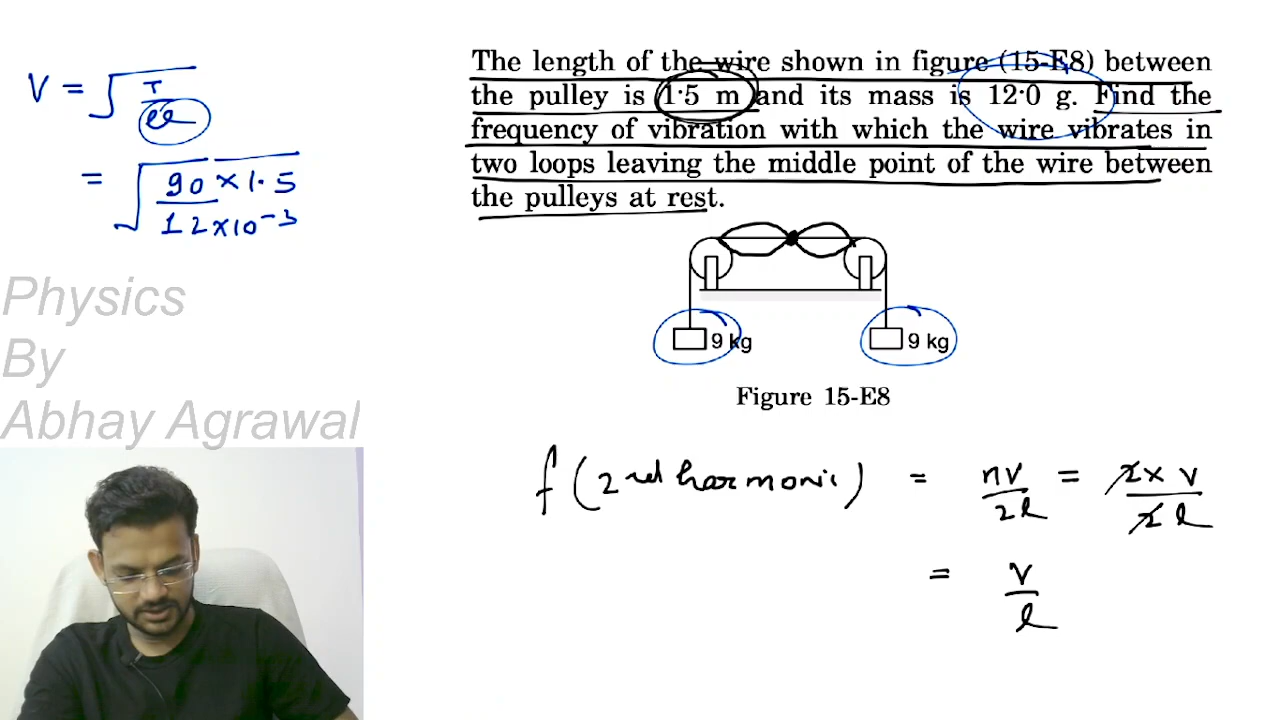 V = √T/μ
= √90 × 1.5 / 12 × 10⁻³
The length of the wire shown in figure (15-E8) between
the pulley is 1·5 m and its mass is 12·0 g. Find the
frequency of vibration with which the wire vibrates in
two loops leaving the middle point of the wire between
the pulleys at rest.
9 kg
9 kg
Figure 15-E8
Physics
By
Abhay Agrawal
f (2nd harmonic) = nv/2l = 2 × v/2 l
= v/l